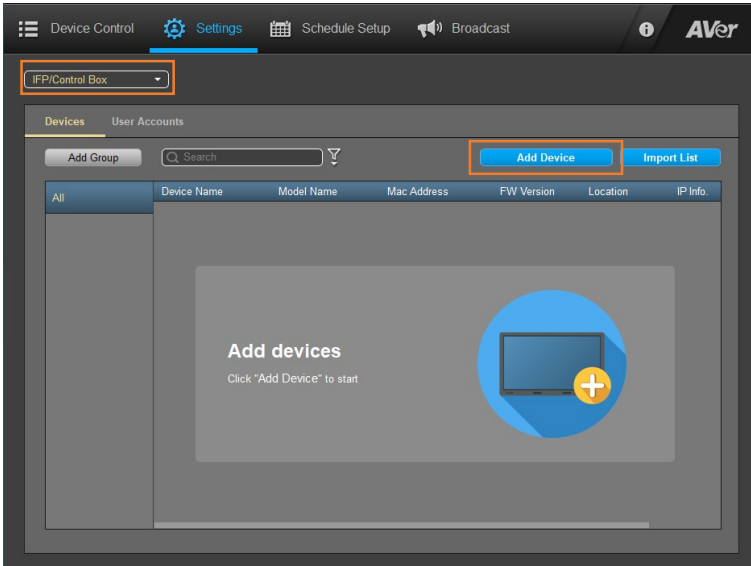 Device Control Settings Schedule Setup Broadcast AVer
IFP/Control Box
Devices User Accounts
Add Group Search Add Device Import List
All Device Name Model Name Mac Address FW Version Location IP Info.
Add devices
Click "Add Device" to start